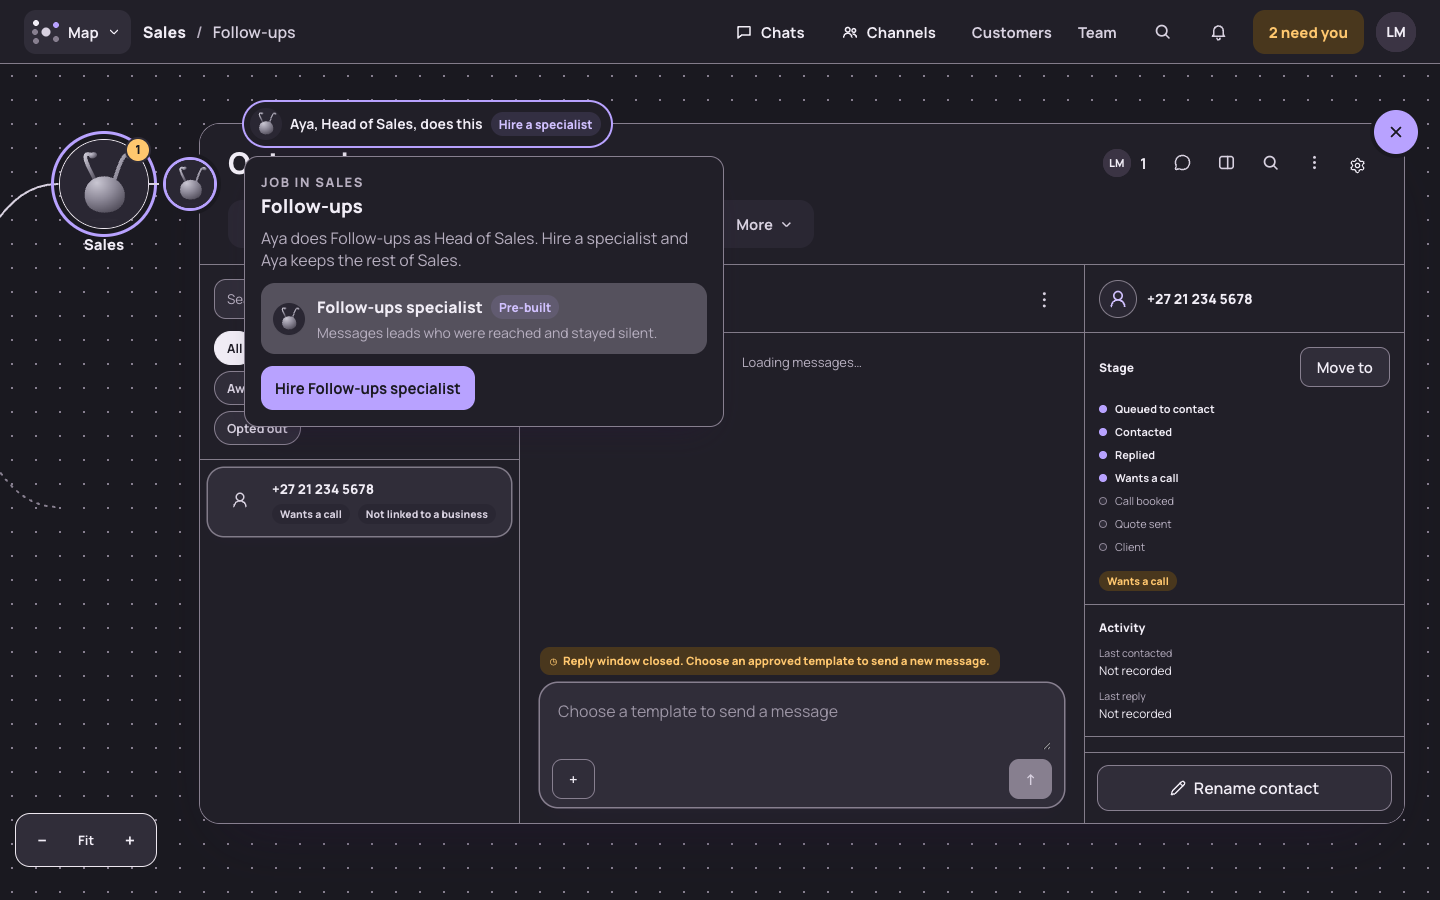 Map
Sales / Follow-ups
Chats
Channels
Customers
Team
2 need you
LM
Aya, Head of Sales, does this
Hire a specialist
1
Sales
LM 1
JOB IN SALES
Follow-ups
Aya does Follow-ups as Head of Sales. Hire a specialist and
Aya keeps the rest of Sales.
Follow-ups specialist
Pre-built
Messages leads who were reached and stayed silent.
Hire Follow-ups specialist
More
All
Opted out
+27 21 234 5678
Wants a call
Not linked to a business
Loading messages...
Reply window closed. Choose an approved template to send a new message.
Choose a template to send a message
+27 21 234 5678
Stage
Move to
Queued to contact
Contacted
Replied
Wants a call
Call booked
Quote sent
Client
Wants a call
Activity
Last contacted
Not recorded
Last reply
Not recorded
Rename contact
− Fit +